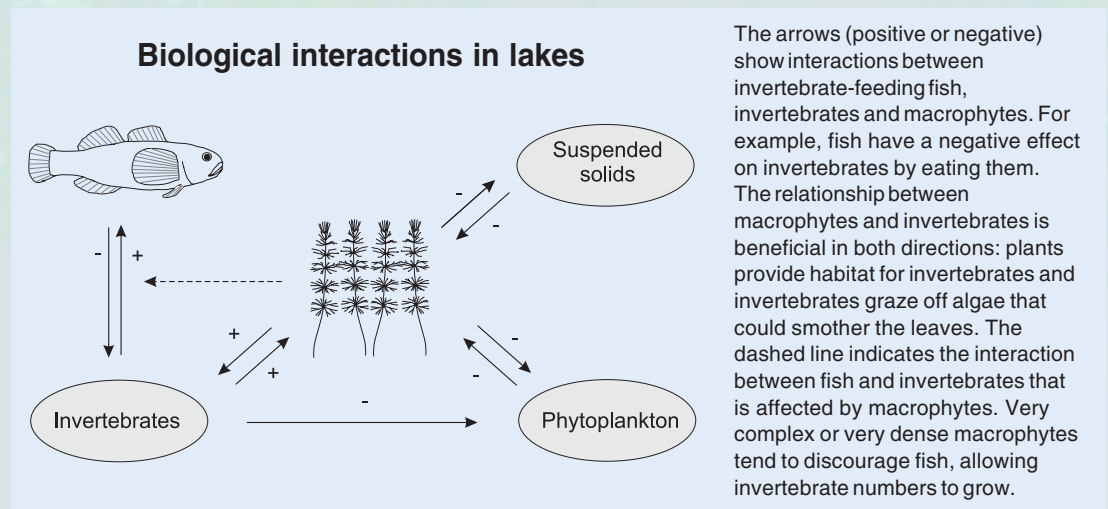 Biological interactions in lakes
Suspended
solids
-
-
-
+
+
+
-
-
-
Invertebrates
Phytoplankton
The arrows (positive or negative)
show interactions between
invertebrate-feeding fish,
invertebrates and macrophytes. For
example, fish have a negative effect
on invertebrates by eating them.
The relationship between
macrophytes and invertebrates is
beneficial in both directions: plants
provide habitat for invertebrates and
invertebrates graze off algae that
could smother the leaves. The
dashed line indicates the interaction
between fish and invertebrates that
is affected by macrophytes. Very
complex or very dense macrophytes
tend to discourage fish, allowing
invertebrate numbers to grow.